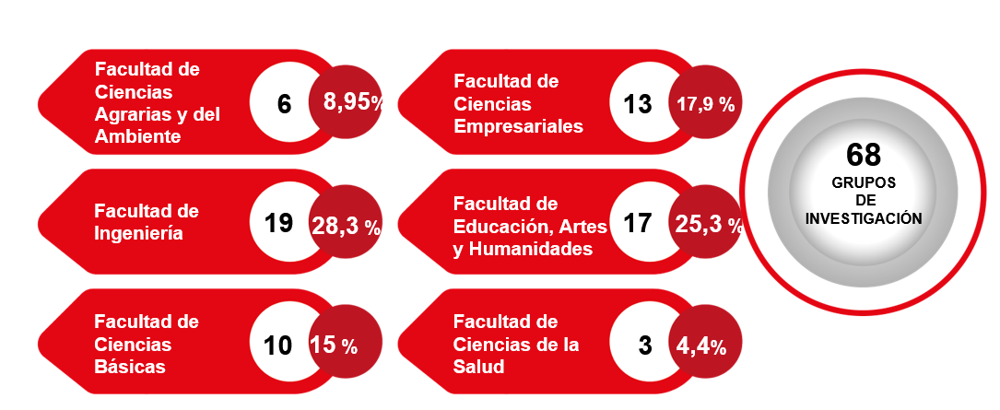 Facultad de
Ciencias
Agrarias y del
Ambiente
6
8,95%
Facultad de
Ciencias
Empresariales
13
17,9 %
Facultad de
Ingeniería
19
28,3 %
Facultad de
Educación, Artes
y Humanidades
17
25,3 %
Facultad de
Ciencias
Básicas
10
15 %
Facultad de
Ciencias de la
Salud
3
4,4%
68
GRUPOS
DE
INVESTIGACIÓN